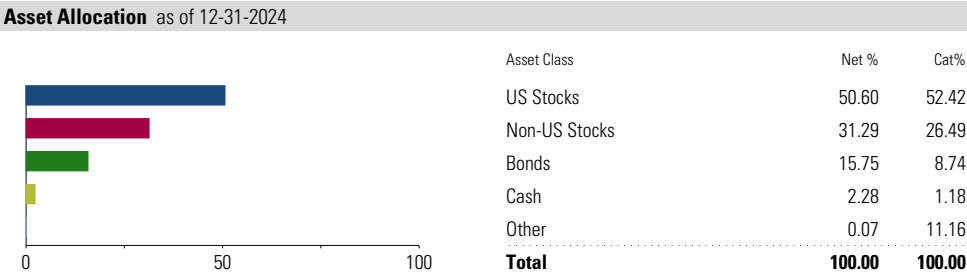 Asset Allocation as of 12-31-2024
Asset Class Net % Cat%
US Stocks 50.60 52.42
Non-US Stocks 31.29 26.49
Bonds 15.75 8.74
Cash 2.28 1.18
Other 0.07 11.16
0 50 100 Total 100.00 100.00